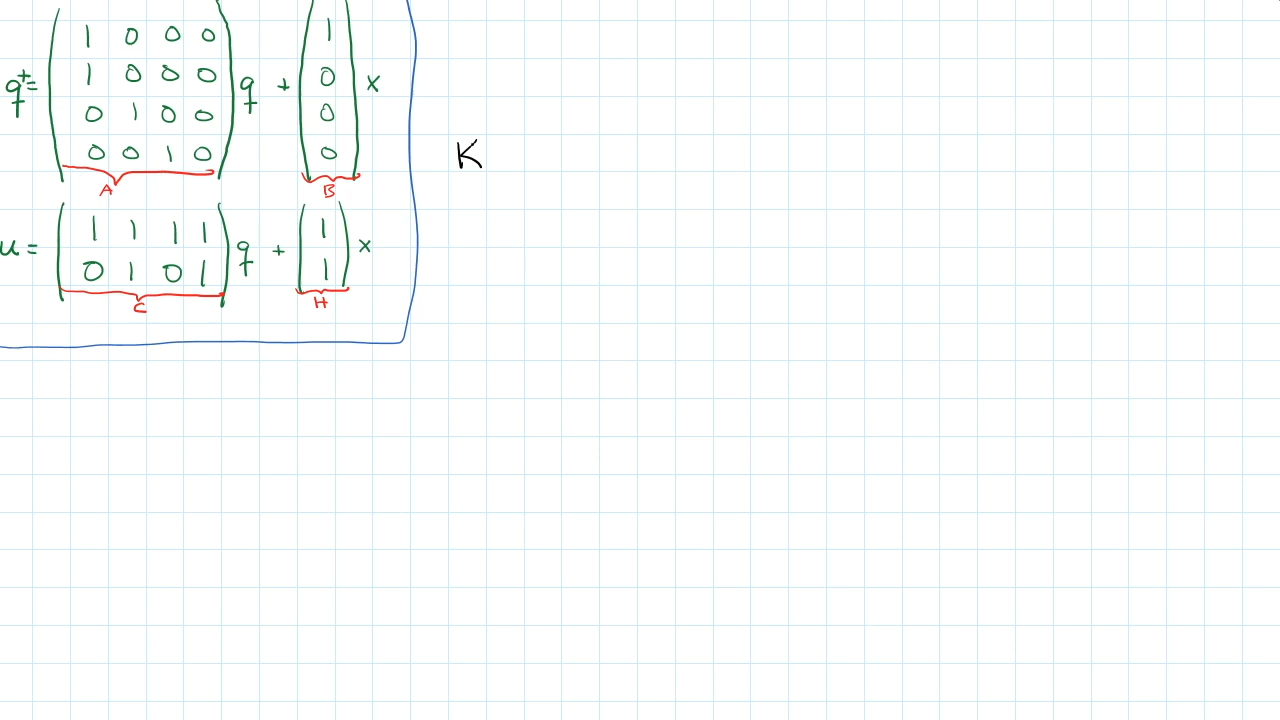 1 0 0 0 1
1 0 0 0 0
q⁺= q + x
0 1 0 0 0
0 0 1 0 0
K
A B
1 1 1 1 1
u = q + x
0 1 0 1 1
C H